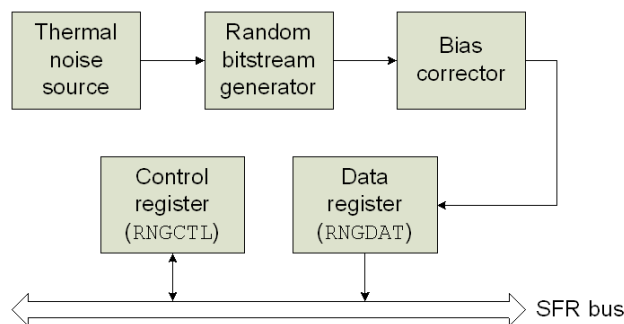 Thermal
noise
source
Random
bitstream
generator
Bias
corrector
Control
register
(RNGCTL)
Data
register
(RNGDAT)
SFR bus